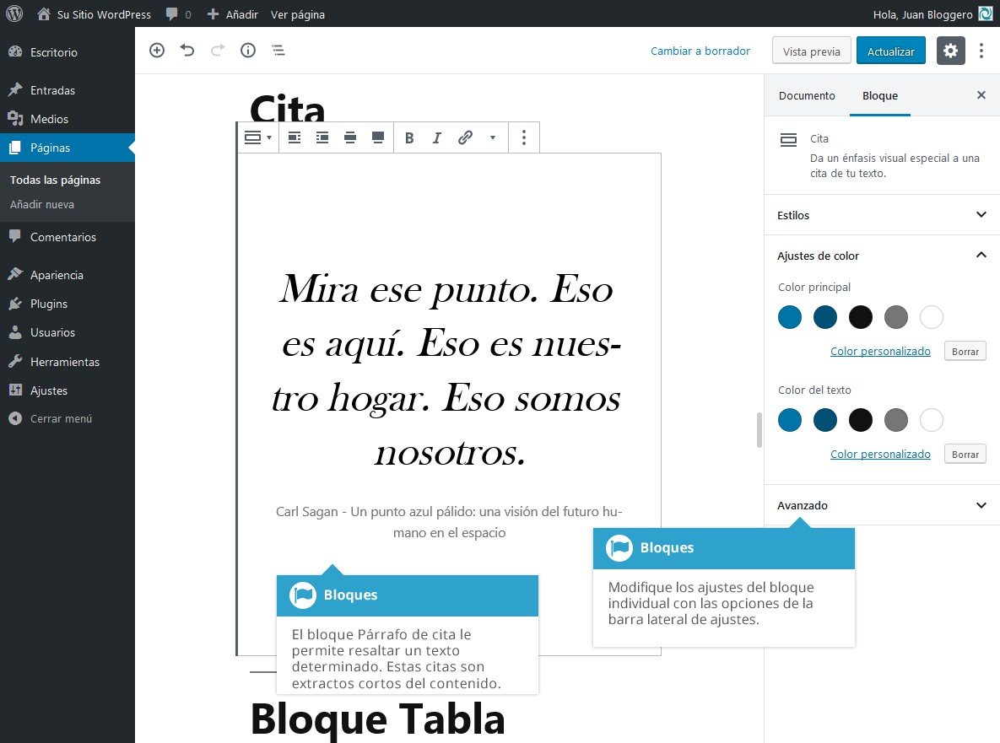 Su Sitio WordPress 0 Añadir Ver página Hola, Juan Bloggero
Escritorio
Entradas
Medios
Páginas
Todas las páginas
Añadir nueva
Comentarios
Apariencia
Plugins
Usuarios
Herramientas
Ajustes
Cerrar menú
Cambiar a borrador Vista previa Actualizar
Cita
B I
Mira ese punto. Eso
es aquí. Eso es nues-
tro hogar. Eso somos
nosotros.
Carl Sagan - Un punto azul pálido: una visión del futuro hu-
mano en el espacio
Bloques
El bloque Párrafo de cita le
permite resaltar un texto
determinado. Estas citas son
extractos cortos del contenido.
Bloque Tabla
Documento Bloque
Cita
Da un énfasis visual especial a una
cita de tu texto.
Estilos
Ajustes de color
Color principal
Color personalizado Borrar
Color del texto
Color personalizado Borrar
Avanzado
Bloques
Modifique los ajustes del bloque
individual con las opciones de la
barra lateral de ajustes.